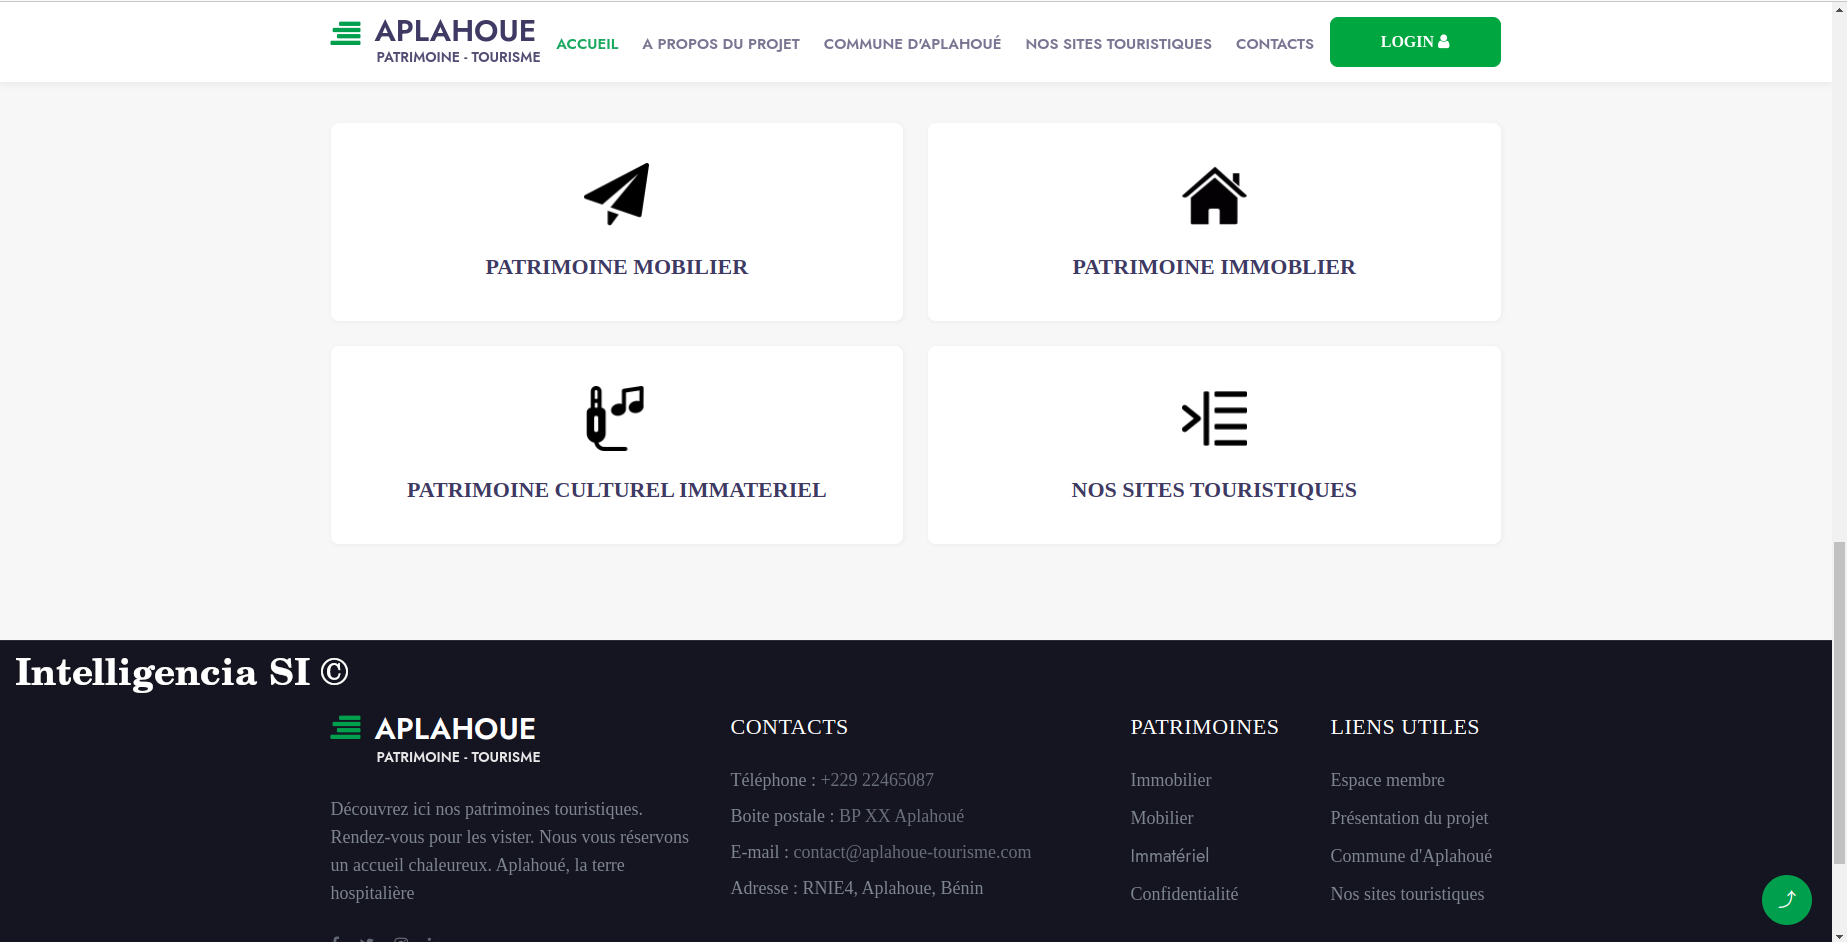 APLAHOUE
PATRIMOINE - TOURISME
ACCUEIL
A PROPOS DU PROJET
COMMUNE D'APLAHOUÉ
NOS SITES TOURISTIQUES
CONTACTS
LOGIN
PATRIMOINE MOBILIER
PATRIMOINE IMMOBLIER
PATRIMOINE CULTUREL IMMATERIEL
NOS SITES TOURISTIQUES
Intelligencia SI ©
APLAHOUE
PATRIMOINE - TOURISME
Découvrez ici nos patrimoines touristiques.
Rendez-vous pour les vister. Nous vous réservons
un accueil chaleureux. Aplahoué, la terre
hospitalière
CONTACTS
Téléphone : +229 22465087
Boite postale : BP XX Aplahoué
E-mail : contact@aplahoue-tourisme.com
Adresse : RNIE4, Aplahoue, Bénin
PATRIMOINES
Immobilier
Mobilier
Immatériel
Confidentialité
LIENS UTILES
Espace membre
Présentation du projet
Commune d'Aplahoué
Nos sites touristiques